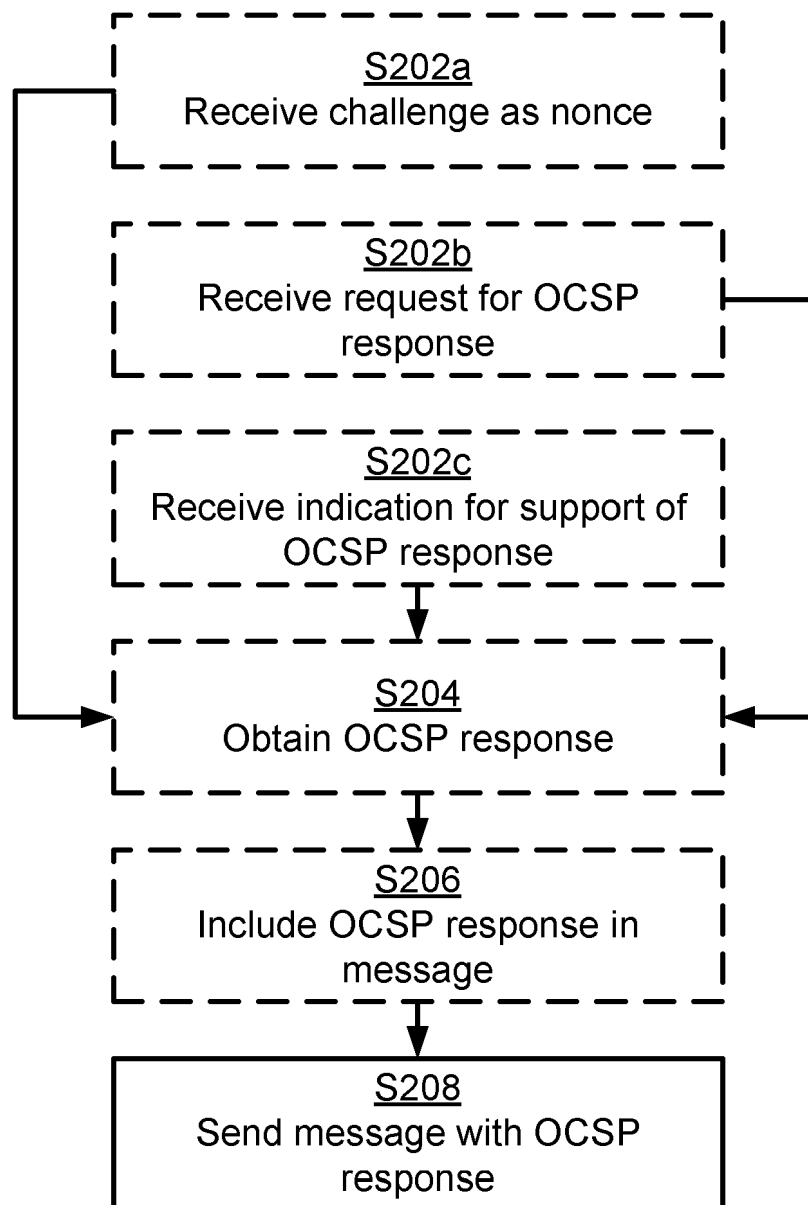 S202a
Receive challenge as nonce
S202b
Receive request for OCSP
response
S202c
Receive indication for support of
OCSP response
S204
Obtain OCSP response
S206
Include OCSP response in
message
S208
Send message with OCSP
response